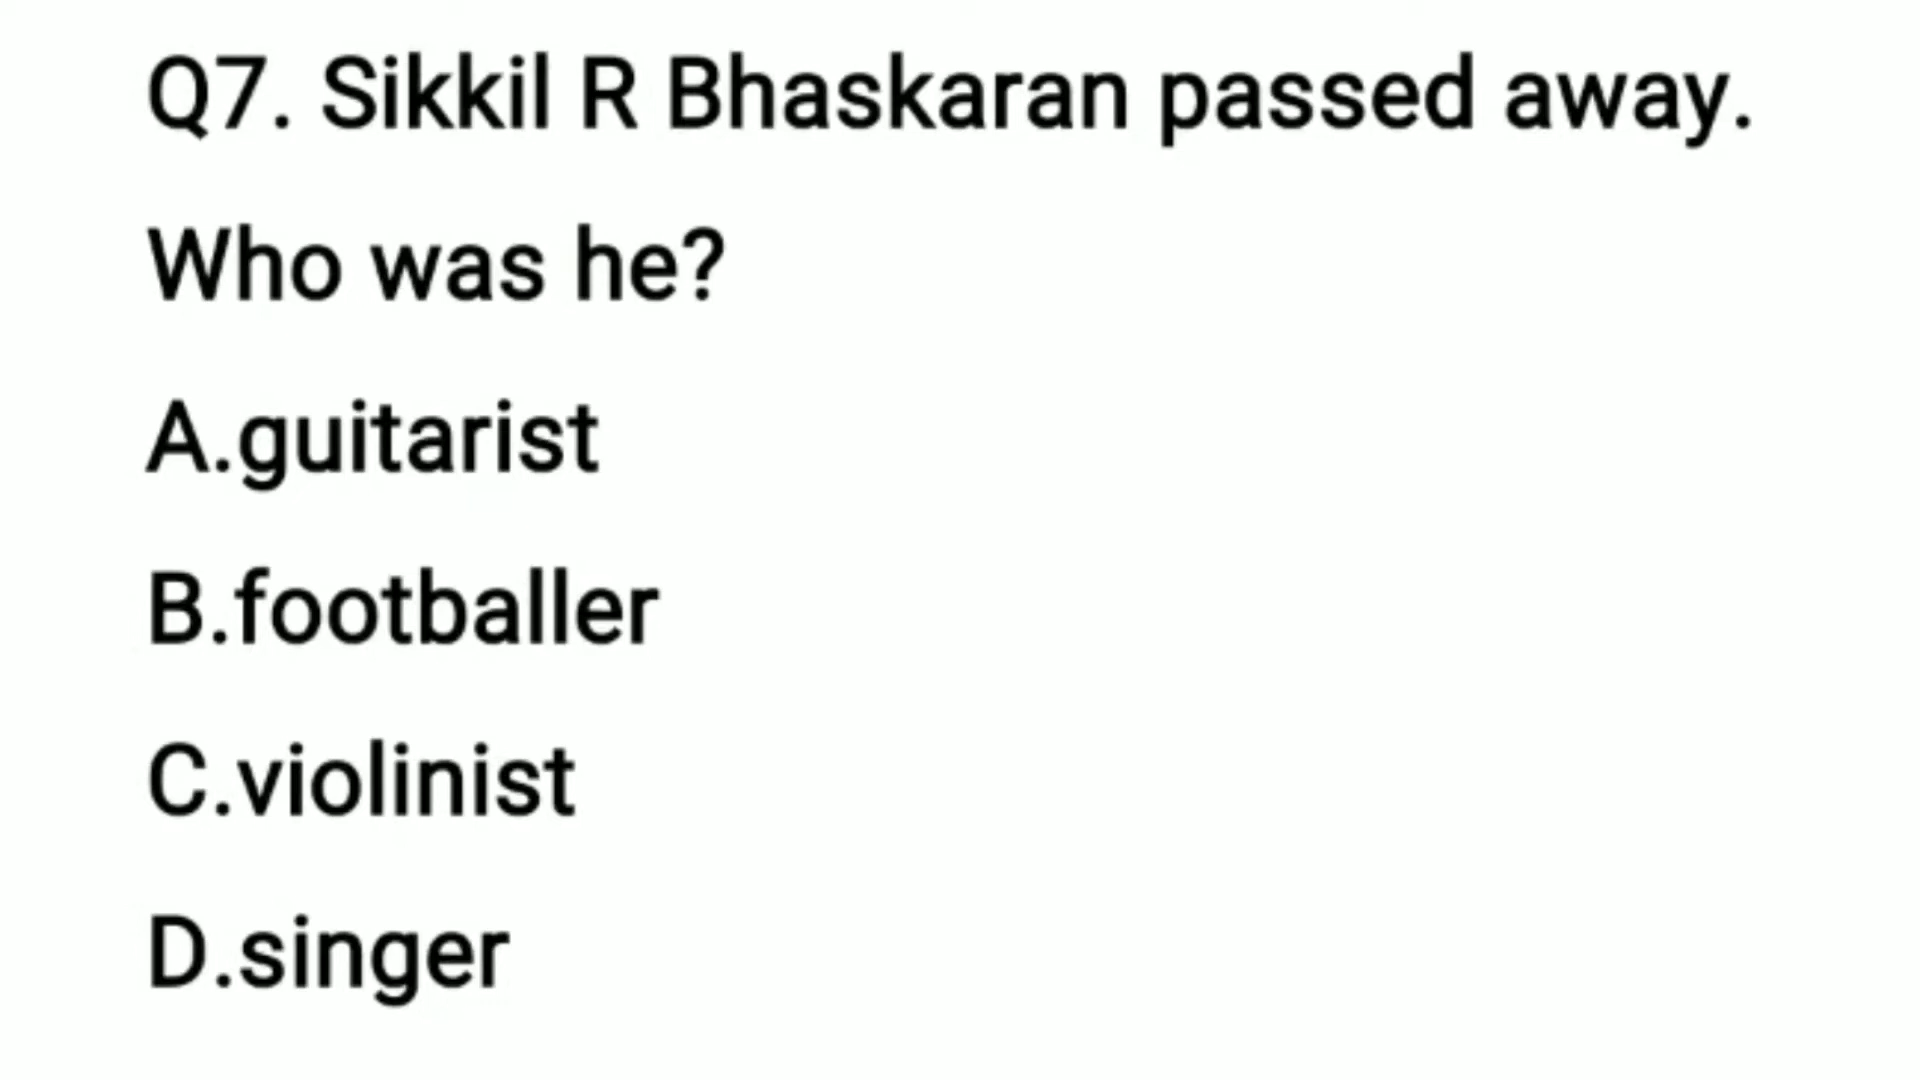 Q7. Sikkil R Bhaskaran passed away.
Who was he?
A.guitarist
B.footballer
C.violinist
D.singer